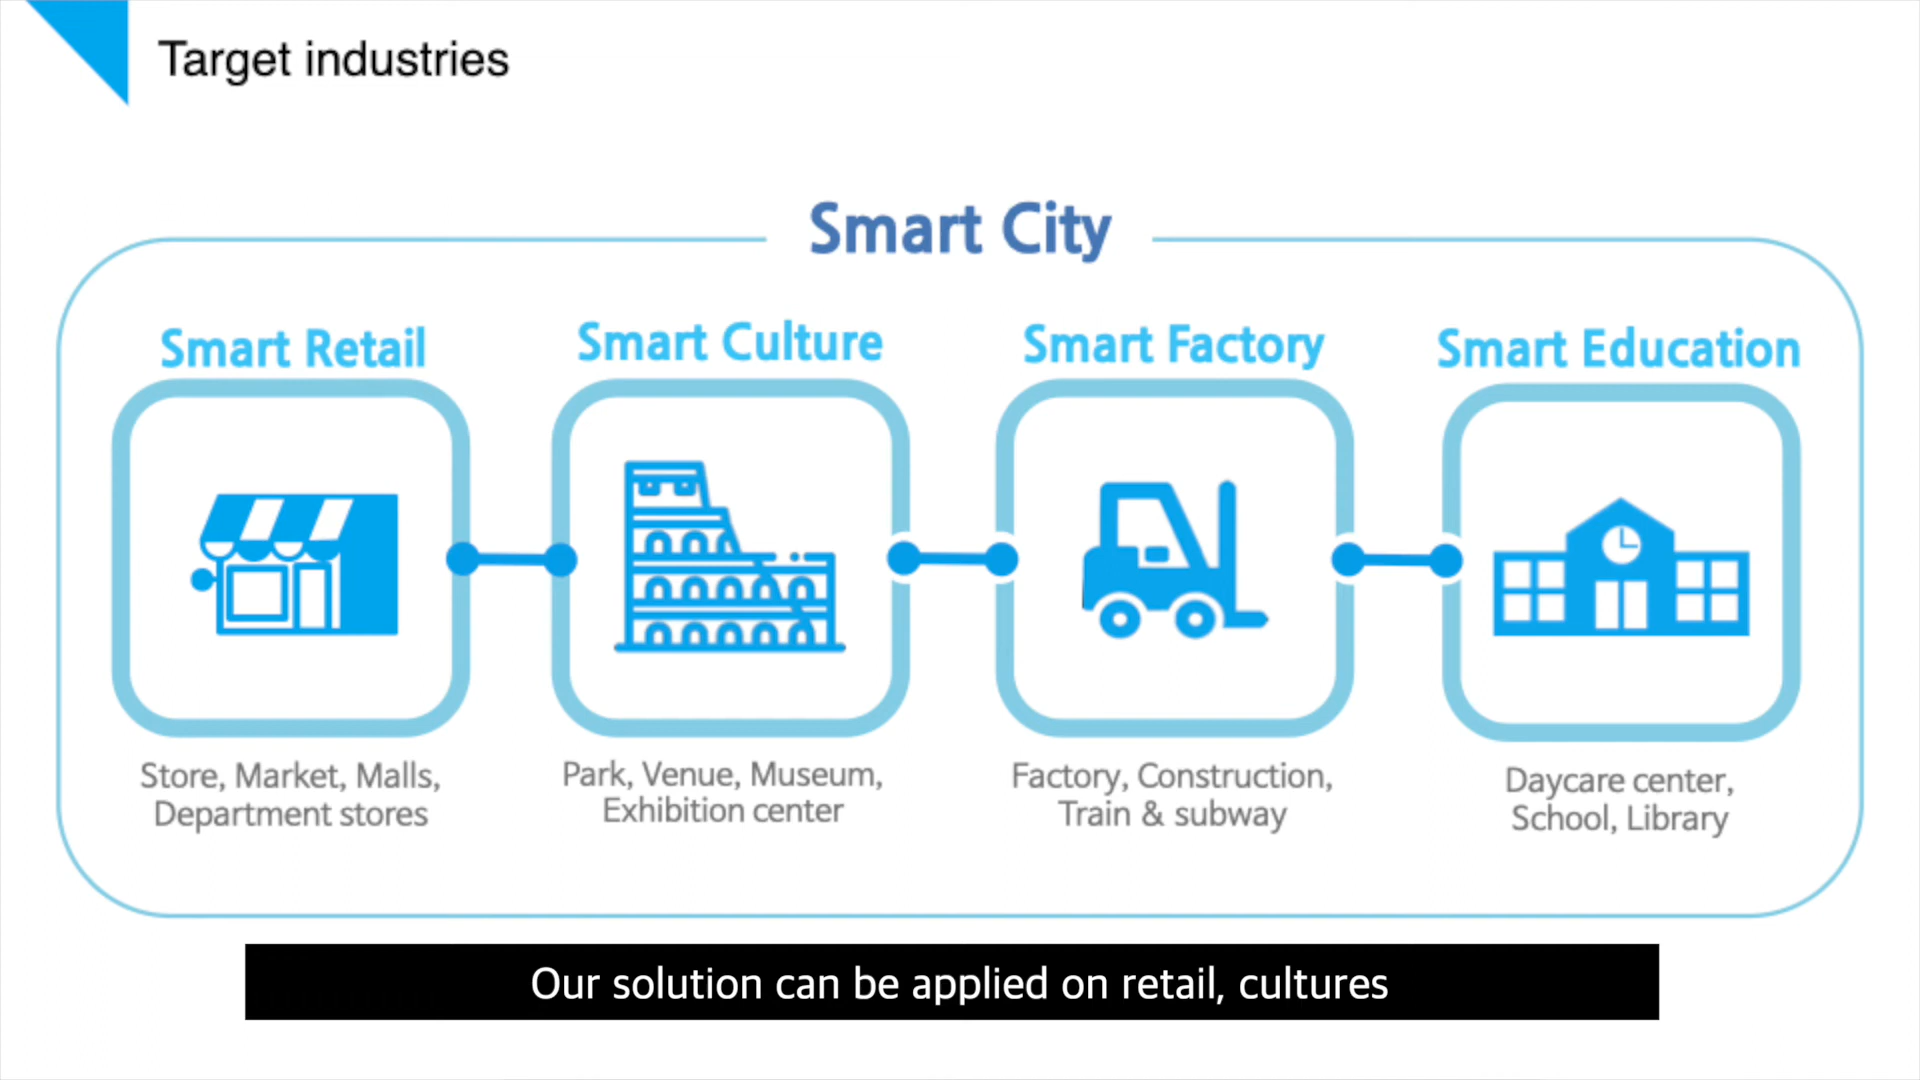 Target industries
Smart City
Smart Retail
Smart Culture
Smart Factory
Smart Education
Store, Market, Malls,
Department stores
Park, Venue, Museum,
Exhibition center
Factory, Construction,
Train & subway
Daycare center,
School, Library
Our solution can be applied on retail, cultures